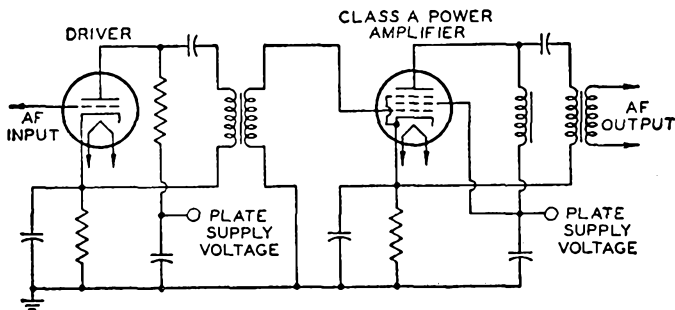 DRIVER
CLASS A POWER
AMPLIFIER
AF
INPUT
AF
OUTPUT
PLATE
SUPPLY
VOLTAGE
PLATE
SUPPLY
VOLTAGE